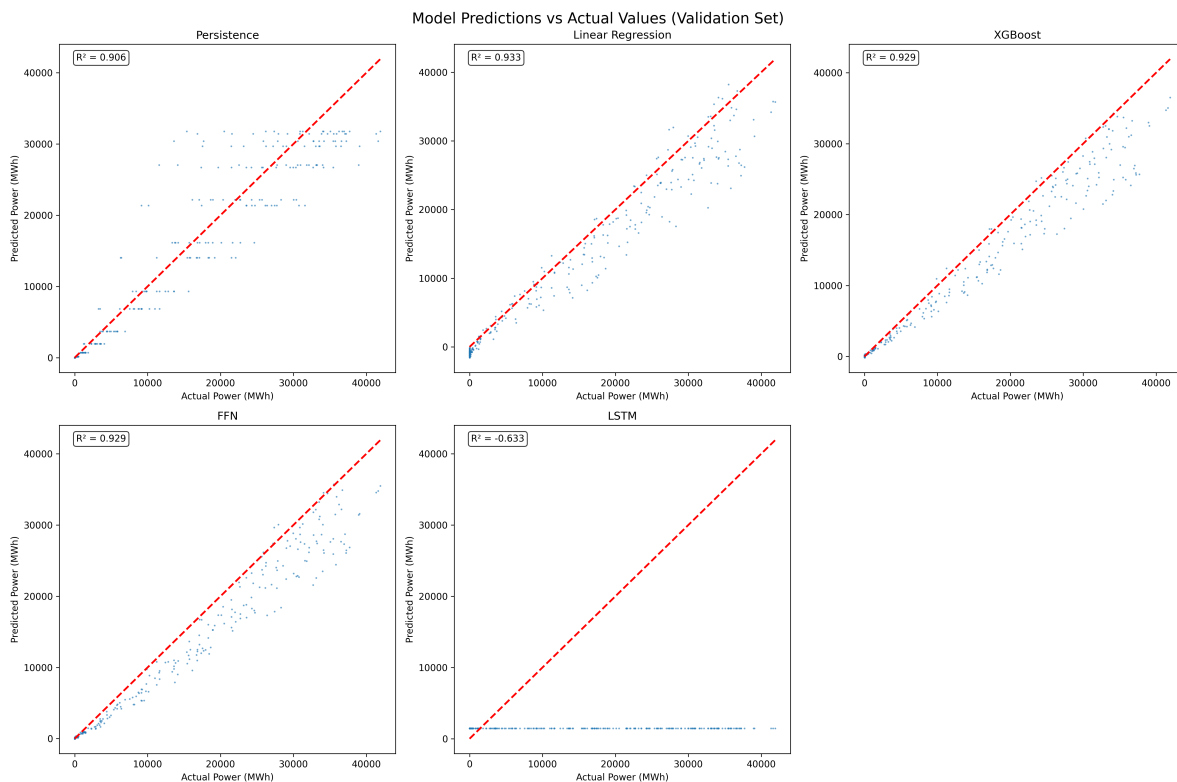 Model Predictions vs Actual Values (Validation Set)
Persistence
R² = 0.906
40000
30000
20000
10000
0
Predicted Power (MWh)
0 10000 20000 30000 40000
Actual Power (MWh)
Linear Regression
R² = 0.933
40000
30000
20000
10000
0
Predicted Power (MWh)
0 10000 20000 30000 40000
Actual Power (MWh)
XGBoost
R² = 0.929
40000
30000
20000
10000
0
Predicted Power (MWh)
0 10000 20000 30000 40000
Actual Power (MWh)
FFN
R² = 0.929
40000
30000
20000
10000
0
Predicted Power (MWh)
0 10000 20000 30000 40000
Actual Power (MWh)
LSTM
R² = -0.633
40000
30000
20000
10000
0
Predicted Power (MWh)
0 10000 20000 30000 40000
Actual Power (MWh)